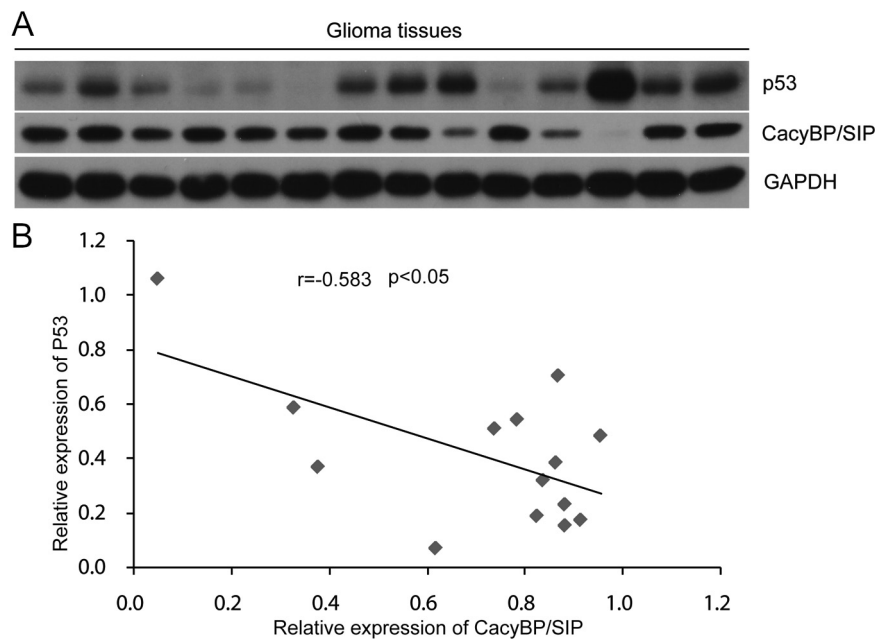 A
Glioma tissues
p53
CacyBP/SIP
GAPDH
B
1.2
1.0
0.8
0.6
0.4
0.2
0.0
Relative expression of P53
r=-0.583 p<0.05
0.0 0.2 0.4 0.6 0.8 1.0 1.2
Relative expression of CacyBP/SIP